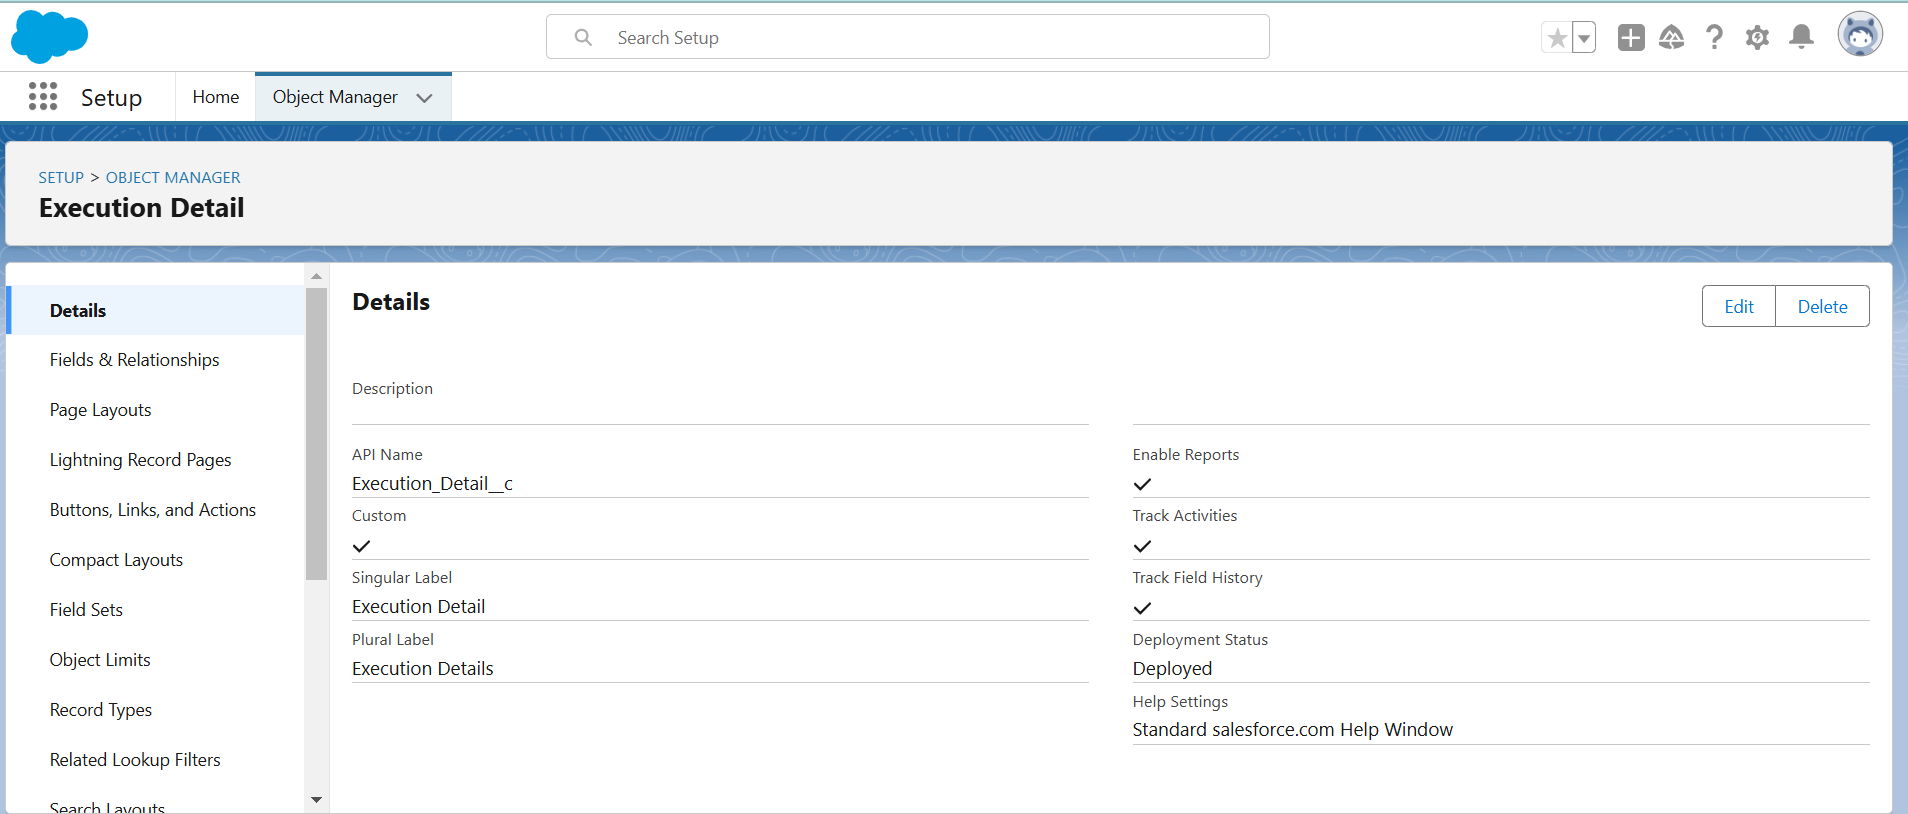 Search Setup
Setup
Home
Object Manager
SETUP > OBJECT MANAGER
Execution Detail
Details
Fields & Relationships
Page Layouts
Lightning Record Pages
Buttons, Links, and Actions
Compact Layouts
Field Sets
Object Limits
Record Types
Related Lookup Filters
Search Layouts
Details
Edit
Delete
Description
API Name
Execution_Detail__c
Custom
Singular Label
Execution Detail
Plural Label
Execution Details
Enable Reports
Track Activities
Track Field History
Deployment Status
Deployed
Help Settings
Standard salesforce.com Help Window